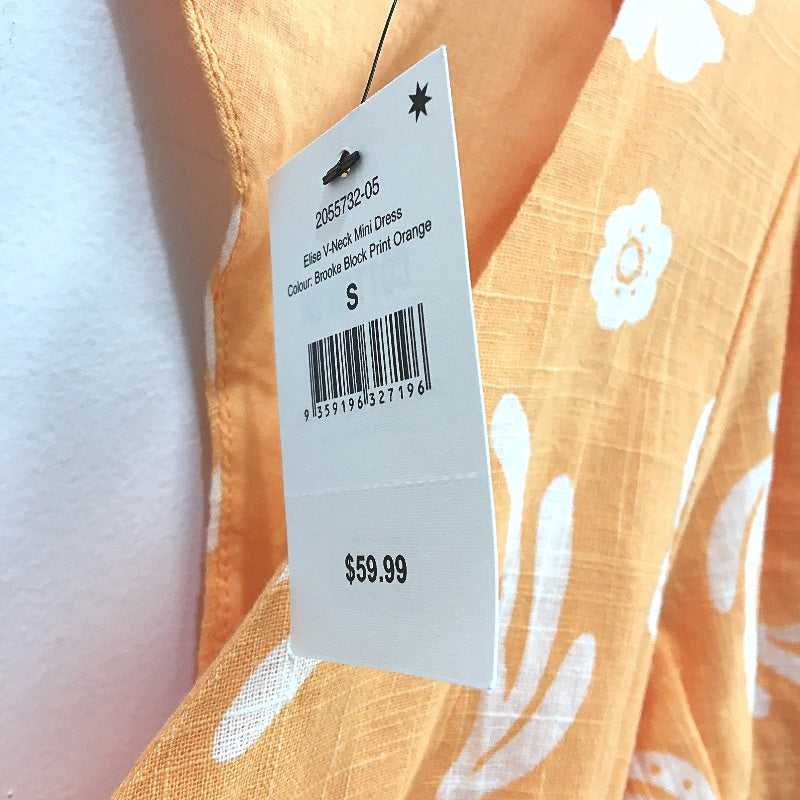 2055732-05
Elise V-Neck Mini Dress
Colour: Brooke Block Print Orange
S
9 359196 327196
$59.99